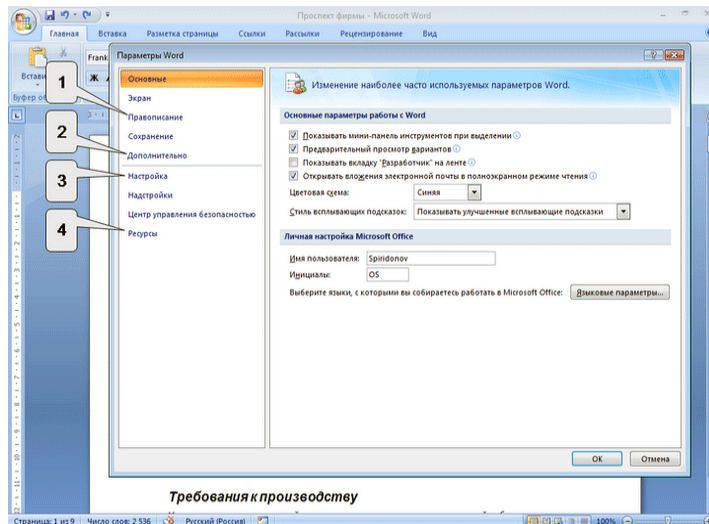 Проспект фирмы - Microsoft Word
Главная Вставка Разметка страницы Ссылки Рассылки Рецензирование Вид
Frank
Ж
Параметры Word
1
2
3
4
Основные
Экран
Правописание
Сохранение
Дополнительно
Настройка
Надстройки
Центр управления безопасностью
Ресурсы
Изменение наиболее часто используемых параметров Word.
Основные параметры работы с Word
Показывать мини-панель инструментов при выделении
Предварительный просмотр вариантов
Показывать вкладку "Разработчик" на ленте
Открывать вложения электронной почты в полноэкранном режиме чтения
Цветовая схема: Синяя
Стиль всплывающих подсказок: Показывать улучшенные всплывающие подсказки
Личная настройка Microsoft Office
Имя пользователя: Spiridonov
Инициалы: OS
Выберите языки, с которыми вы собираетесь работать в Microsoft Office: Языковые параметры...
ОК Отмена
Требования к производству
Страница: 1 из 9 Число слов: 2 536 Русский (Россия) 100%